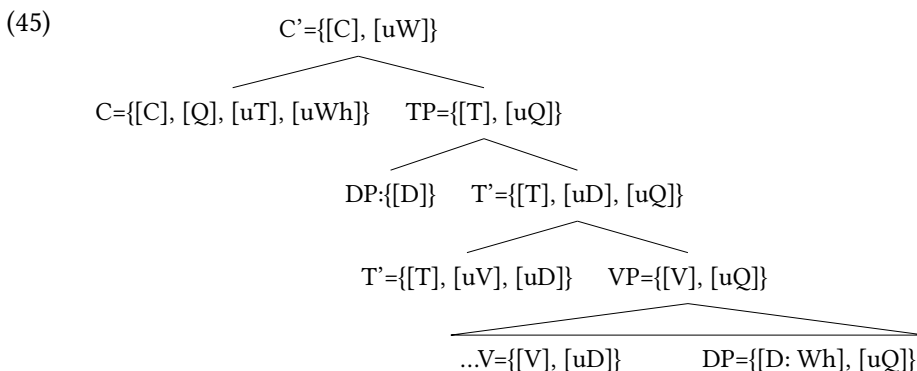 (45)
C’={[C], [uW]}
C={[C], [Q], [uT], [uWh]} TP={[T], [uQ]}
DP:{[D]} T’={[T], [uD], [uQ]}
T’={[T], [uV], [uD]} VP={[V], [uQ]}
...V={[V], [uD]} DP={[D: Wh], [uQ]}